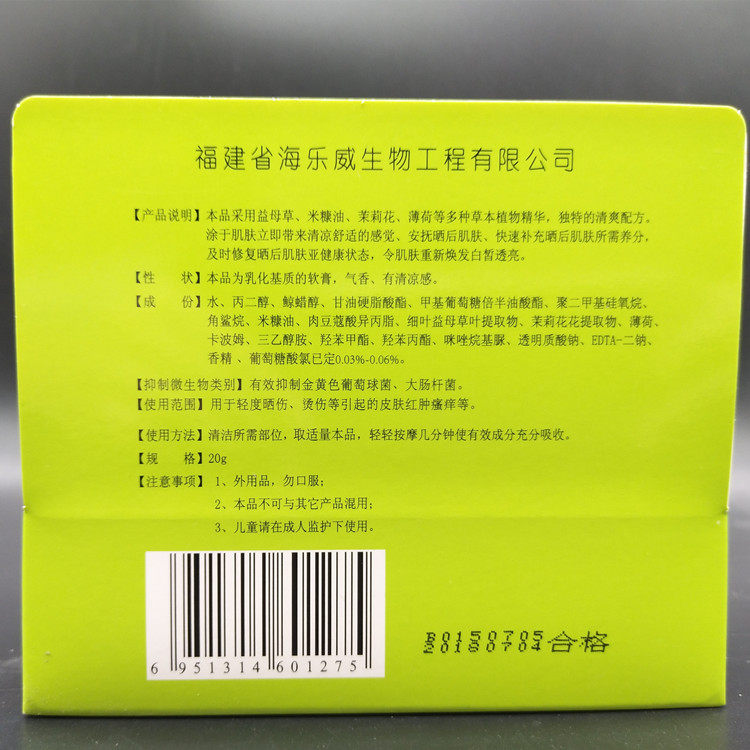 福建省海乐威生物工程有限公司
【产品说明】本品采用益母草、米糠油、茉莉花、薄荷等多种草本植物精华，独特的清爽配方。
涂于肌肤立即带来清凉舒适的感觉、安抚晒后肌肤、快速补充晒后肌肤所需养分，
及时修复晒后肌肤亚健康状态，令肌肤重新焕发白皙透亮。
【性 状】本品为乳化基质的软膏，气香、有清凉感。
【成 份】水、丙二醇、鲸蜡醇、甘油硬脂酸酯、甲基葡萄糖倍半油酸酯、聚二甲基硅氧烷、
角鲨烷、米糠油、肉豆蔻酸异丙脂、细叶益母草叶提取物、茉莉花花提取物、薄荷、
卡波姆、三乙醇胺、羟苯甲酯、羟苯丙酯、咪唑烷基脲、透明质酸钠、EDTA-二钠、
香精 、葡萄糖酸氯已定0.03%-0.06%。
【抑制微生物类别】有效抑制金黄色葡萄球菌、大肠杆菌。
【使用范围】用于轻度晒伤、烫伤等引起的皮肤红肿瘙痒等。
【使用方法】清洁所需部位，取适量本品，轻轻按摩几分钟使有效成分充分吸收。
【规 格】20g
【注意事项】1、外用品，勿口服；
2、本品不可与其它产品混用；
3、儿童请在成人监护下使用。
6 951314 601275
合格